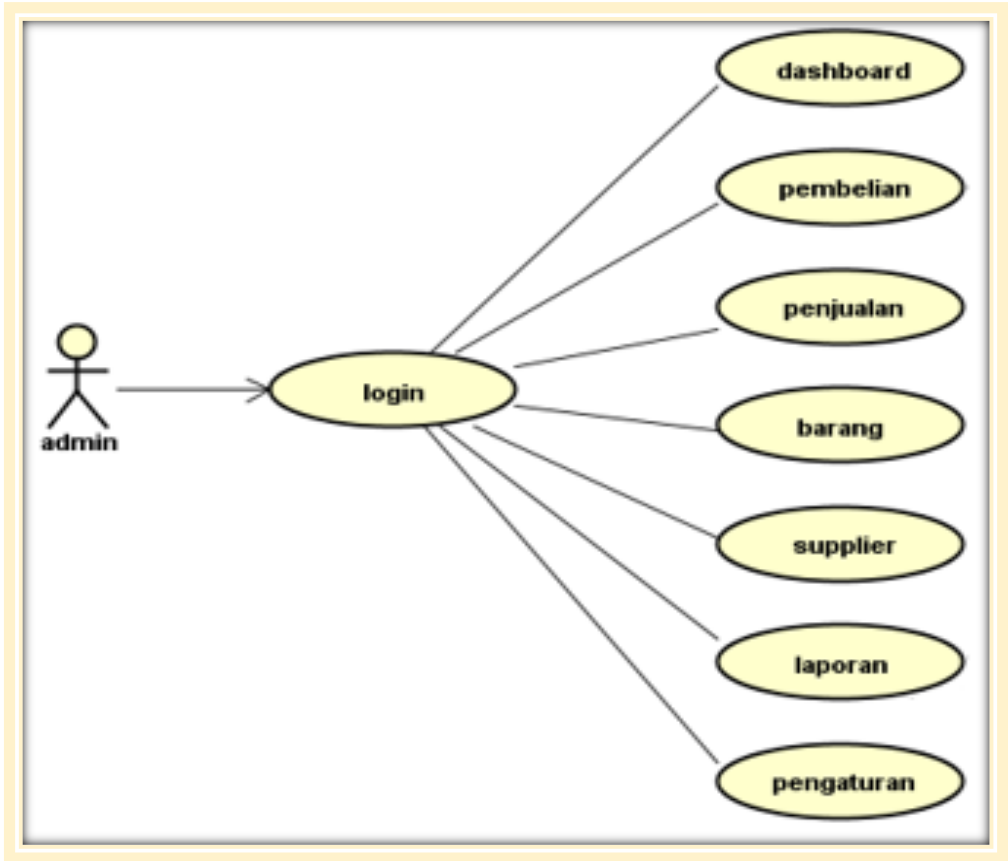 dashboard
pembelian
penjualan
login
admin
barang
supplier
laporan
pengaturan